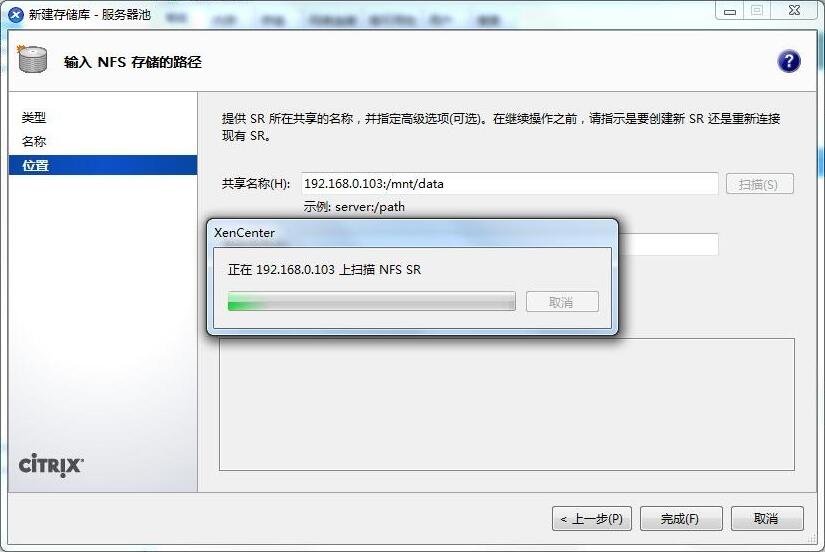 新建存储库 - 服务器池
输入 NFS 存储的路径
类型
名称
位置
提供 SR 所在共享的名称，并指定高级选项(可选)。在继续操作之前，请指示是要创建新 SR 还是重新连接
现有 SR。
共享名称(H): 192.168.0.103:/mnt/data 扫描(S)
示例: server:/path
XenCenter
正在 192.168.0.103 上扫描 NFS SR
取消
CITRIX
< 上一步(P) 完成(F) 取消